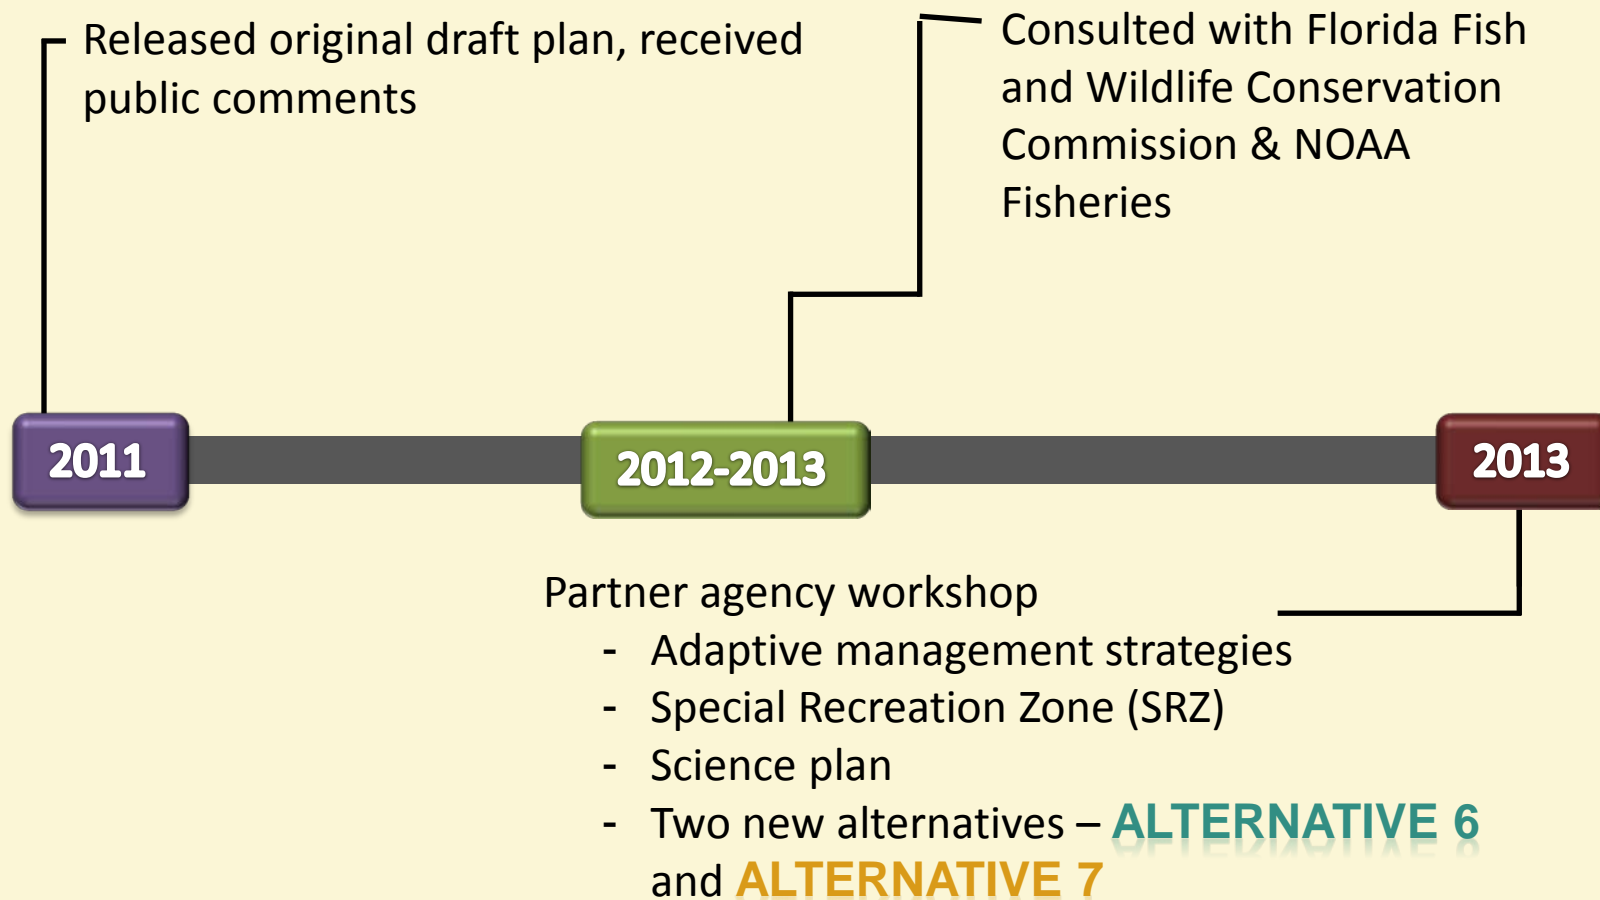 Released original draft plan, received
public comments
Consulted with Florida Fish
and Wildlife Conservation
Commission & NOAA
Fisheries
2011
2012-2013
2013
Partner agency workshop
- Adaptive management strategies
- Special Recreation Zone (SRZ)
- Science plan
- Two new alternatives – ALTERNATIVE 6
and ALTERNATIVE 7